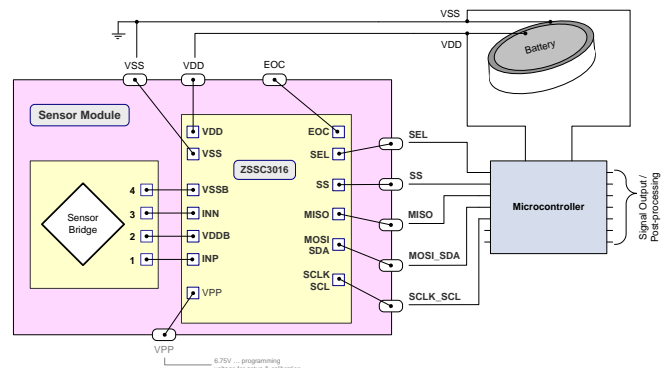 VSS
VDD
Battery
VSS
VDD
EOC
Sensor Module
VDD
EOC
SEL
VSS
SEL
ZSSC3016
SS
SS
4
VSSB
Microcontroller
Signal Output /
Post-processing
Sensor
Bridge
3
INN
MISO
MISO
2
VDDB
MOSI
SDA
1
INP
MOSI_SDA
SCLK
SCL
VPP
SCLK_SCL
VPP
6.75V ... programming